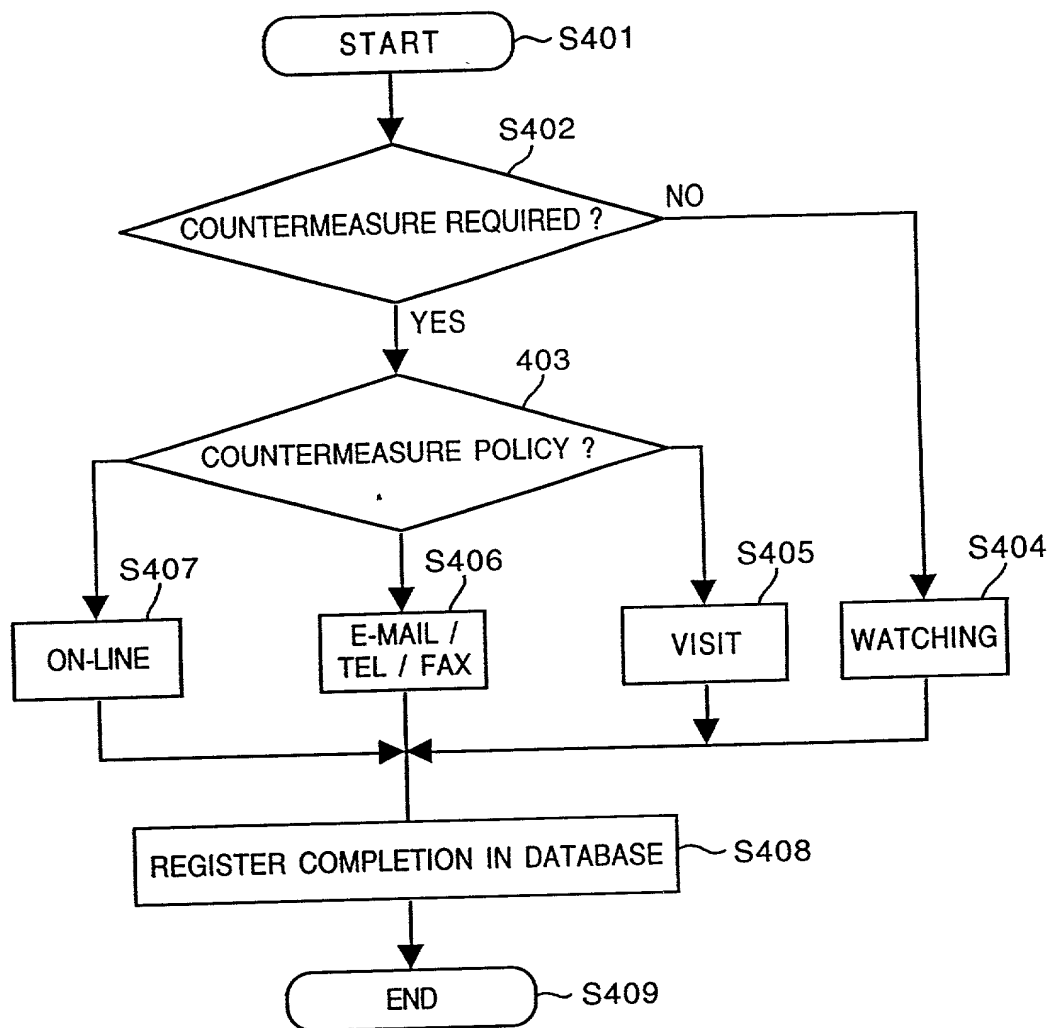 START
S401
S402
COUNTERMEASURE REQUIRED ?
NO
YES
403
COUNTERMEASURE POLICY ?
S407
S406
S405
S404
ON-LINE
E-MAIL /
TEL / FAX
VISIT
WATCHING
REGISTER COMPLETION IN DATABASE
S408
END
S409